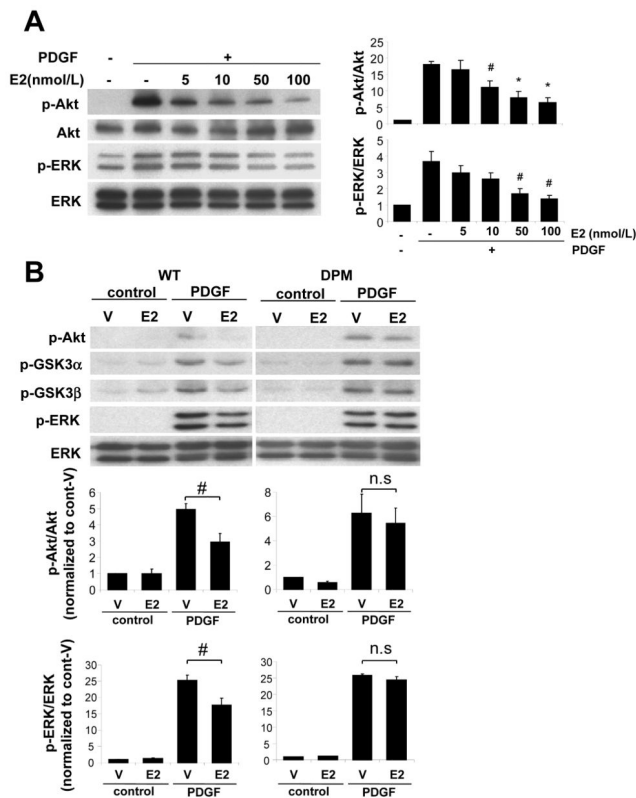 A
PDGF - +
E2(nmol/L) - - 5 10 50 100
p-Akt
Akt
p-ERK
ERK
p-Akt/Akt
25
20
15
10
5
0
# * *
p-ERK/ERK
5
4
3
2
1
0
# #
- - 5 10 50 100 E2 (nmol/L)
- + PDGF
B
WT DPM
control PDGF control PDGF
V E2 V E2 V E2 V E2
p-Akt
p-GSK3α
p-GSK3β
p-ERK
ERK
p-Akt/Akt
(normalized to cont-V)
6
5
4
3
2
1
0
#
V E2 V E2
control PDGF
8
6
4
2
0
n.s
V E2 V E2
control PDGF
p-ERK/ERK
(normalized to cont-V)
30
25
20
15
10
5
0
#
V E2 V E2
control PDGF
30
25
20
15
10
5
0
n.s
V E2 V E2
control PDGF